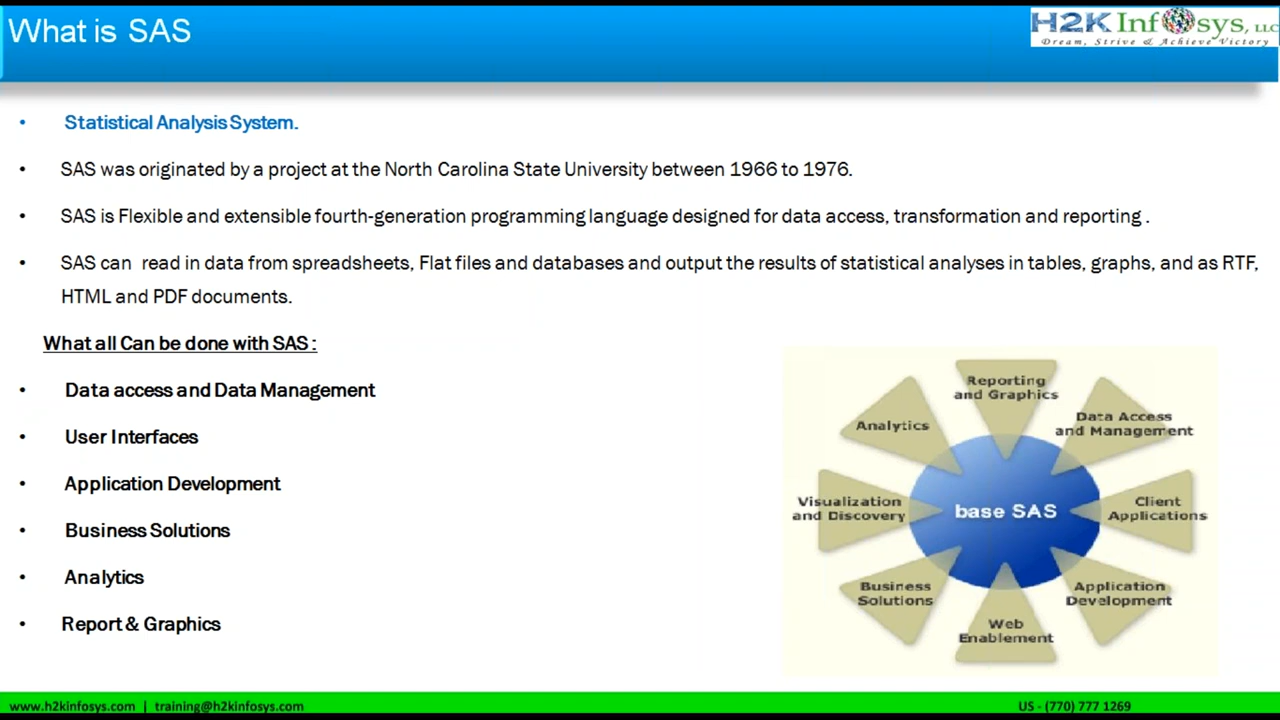 What is SAS
H2K Infosys, LLC
Dream, Strive & Achieve Victory
• Statistical Analysis System.
• SAS was originated by a project at the North Carolina State University between 1966 to 1976.
• SAS is Flexible and extensible fourth-generation programming language designed for data access, transformation and reporting .
• SAS can read in data from spreadsheets, Flat files and databases and output the results of statistical analyses in tables, graphs, and as RTF,
HTML and PDF documents.
What all Can be done with SAS :
• Data access and Data Management
• User Interfaces
• Application Development
• Business Solutions
• Analytics
• Report & Graphics
Reporting
and Graphics
Analytics
Data Access
and Management
Visualization
and Discovery
base SAS
Client
Applications
Business
Solutions
Application
Development
Web
Enablement
www.h2kinfosys.com | training@h2kinfosys.com
US - (770) 777 1269